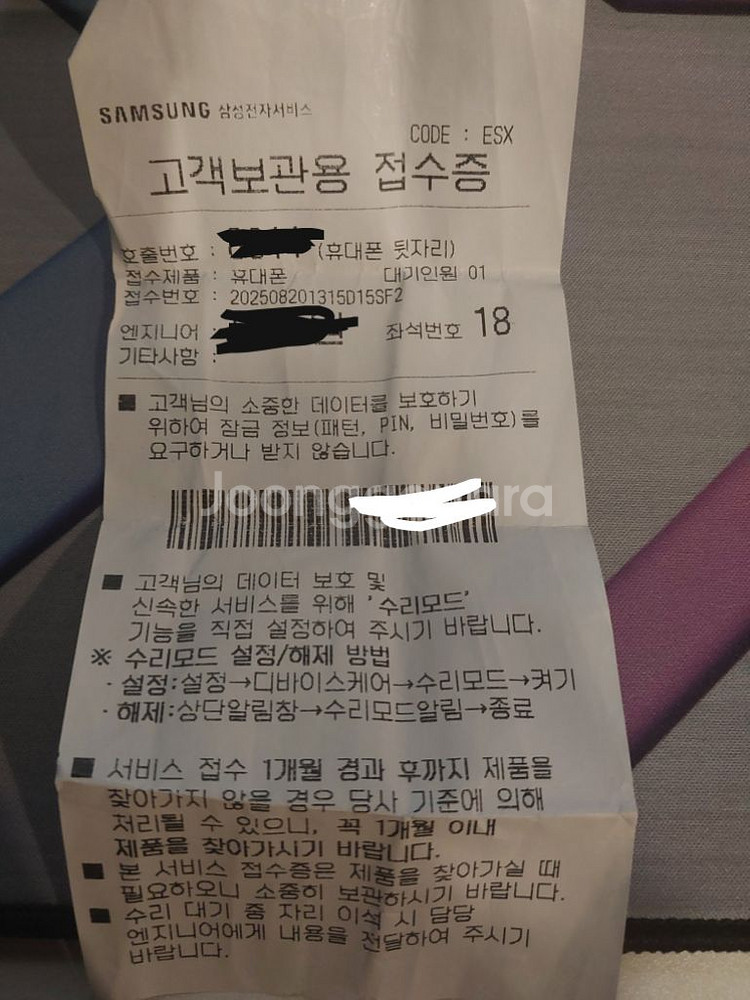 SAMSUNG 삼성전자서비스
CODE : ESX
고객보관용 접수증
호출번호 : (휴대폰 뒷자리)
접수제품 : 휴대폰 대기인원 01
접수번호 : 202508201315D15SF2
엔지니어 : 좌석번호 18
기타사항 :
■ 고객님의 소중한 데이터를 보호하기
위하여 잠금 정보(패턴, PIN, 비밀번호)를
요구하거나 받지 않습니다.
■ 고객님의 데이터 보호 및
신속한 서비스를 위해 '수리모드'
기능을 직접 설정하여 주시기 바랍니다.
※ 수리모드 설정/해제 방법
· 설정:설정→디바이스케어→수리모드→켜기
· 해제:상단알림창→수리모드알림→종료
■ 서비스 접수 1개월 경과 후까지 제품을
찾아가지 않을 경우 당사 기준에 의해
처리될 수 있으니, 꼭 1개월 이내
제품을 찾아가시기 바랍니다.
■ 본 서비스 접수증은 제품을 찾아가실 때
필요하오니 소중히 보관하시기 바랍니다.
■ 수리 대기 중 자리 이석 시 담당
엔지니어에게 내용을 전달하여 주시기
바랍니다.